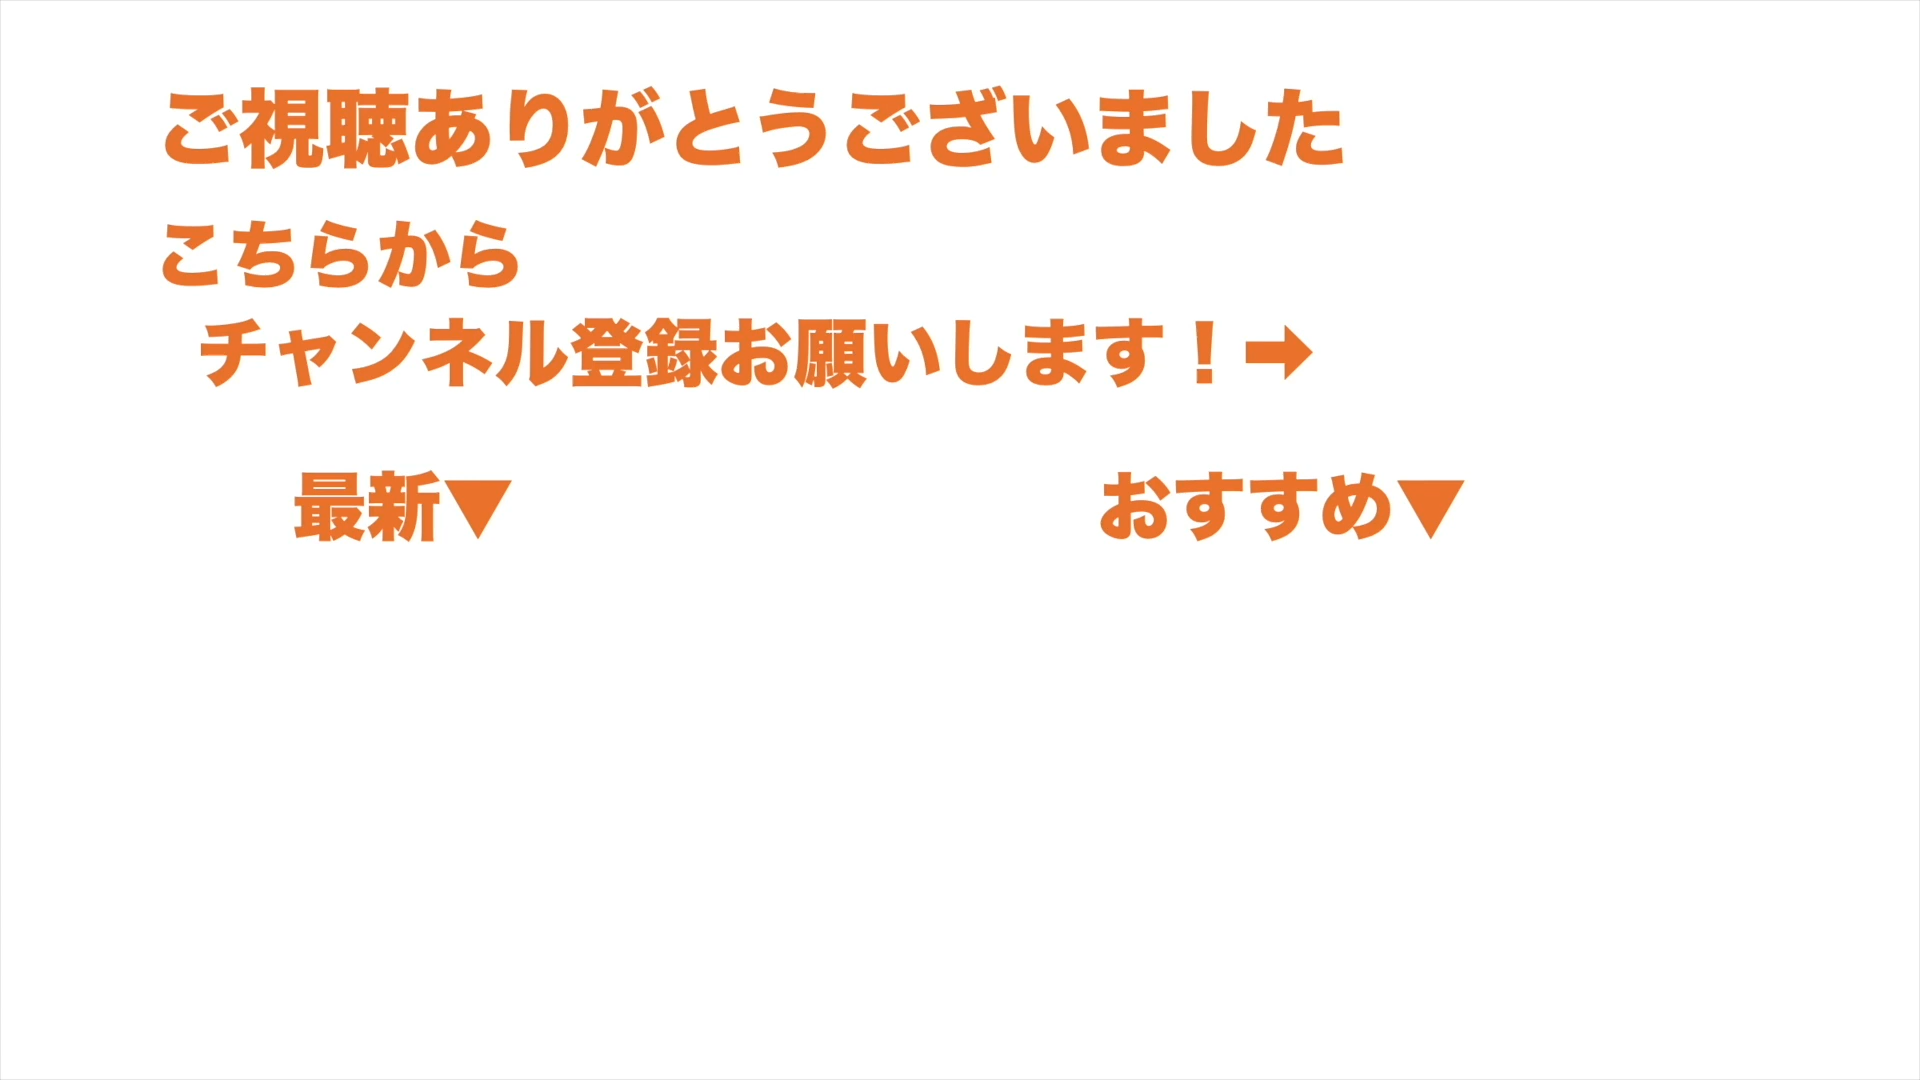 ご視聴ありがとうございました
こちらから
チャンネル登録お願いします！➡
最新▼
おすすめ▼